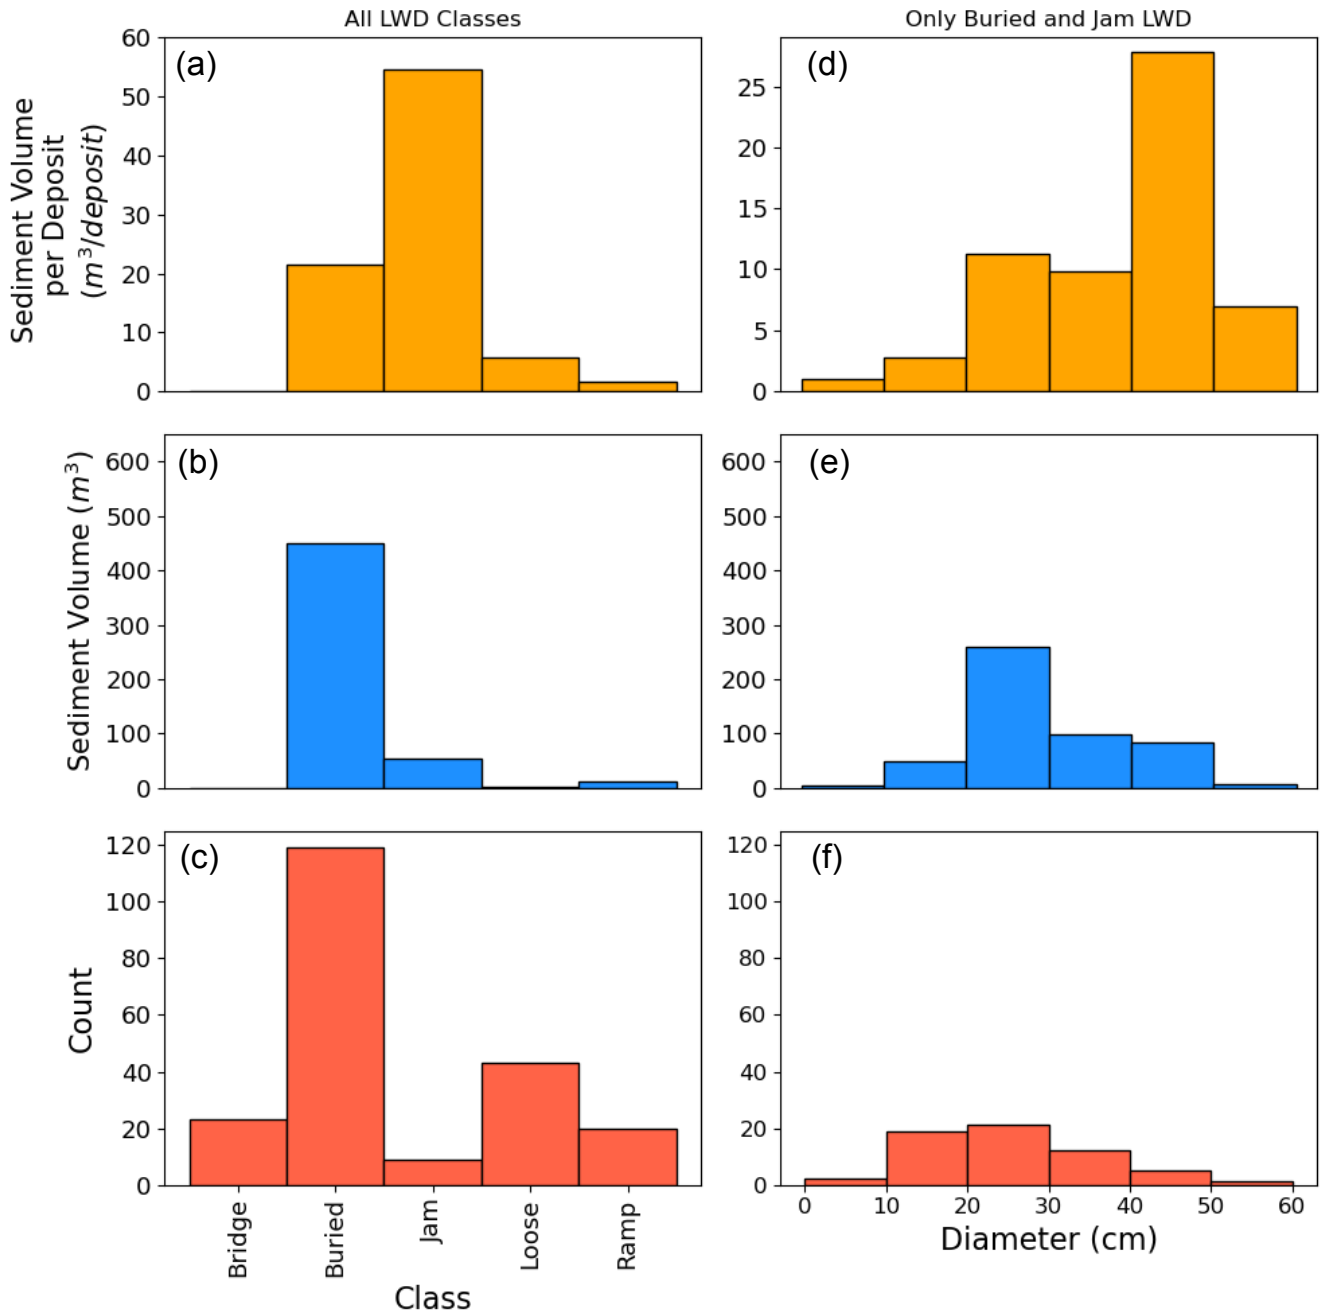 All LWD Classes
Only Buried and Jam LWD
(a)
Sediment Volume
per Deposit
(m³/deposit)
60
50
40
30
20
10
0
(d)
25
20
15
10
5
0
(b)
Sediment Volume (m³)
600
500
400
300
200
100
0
(e)
600
500
400
300
200
100
0
(c)
Count
120
100
80
60
40
20
0
Bridge
Buried
Jam
Loose
Ramp
Class
(f)
120
100
80
60
40
20
0
0 10 20 30 40 50 60
Diameter (cm)